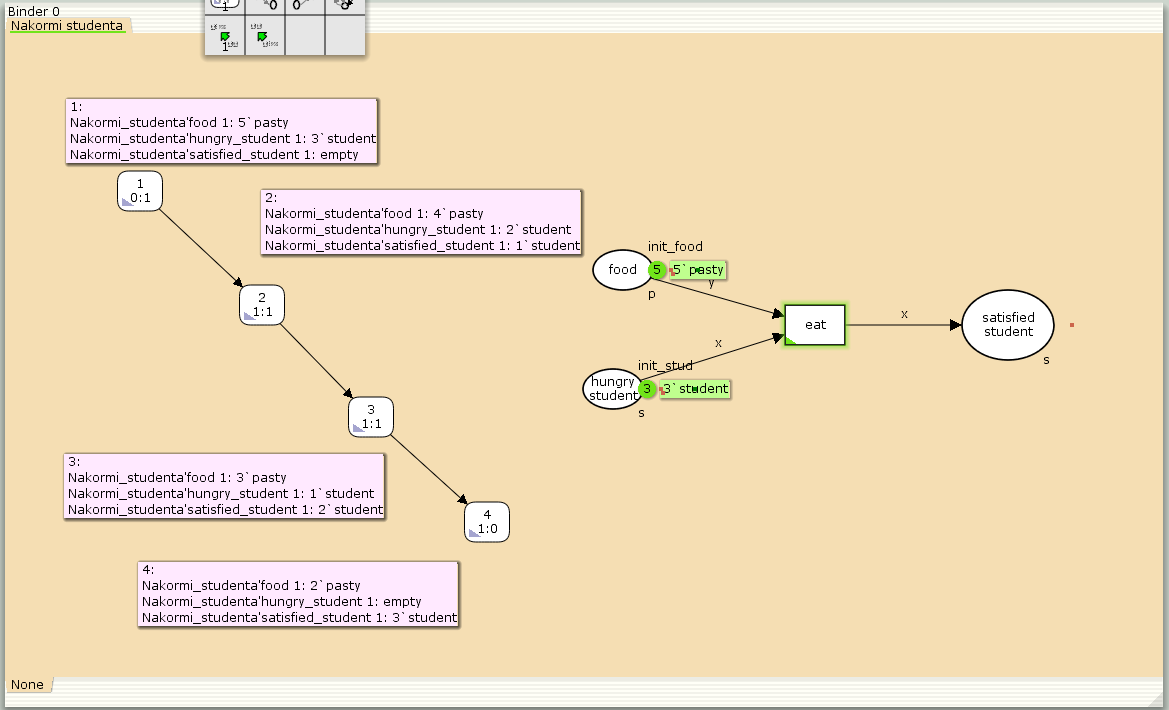 Binder 0
Nakormi studenta
1
1
1:
Nakormi_studenta'food 1: 5`pasty
Nakormi_studenta'hungry_student 1: 3`student
Nakormi_studenta'satisfied_student 1: empty
1
0:1
2:
Nakormi_studenta'food 1: 4`pasty
Nakormi_studenta'hungry_student 1: 2`student
Nakormi_studenta'satisfied_student 1: 1`student
2
1:1
3
1:1
3:
Nakormi_studenta'food 1: 3`pasty
Nakormi_studenta'hungry_student 1: 1`student
Nakormi_studenta'satisfied_student 1: 2`student
4
1:0
4:
Nakormi_studenta'food 1: 2`pasty
Nakormi_studenta'hungry_student 1: empty
Nakormi_studenta'satisfied_student 1: 3`student
init_food
food
5
5`pasty
p
y
eat
x
satisfied
student
s
x
init_stud
hungry
student
3
3`student
s
None